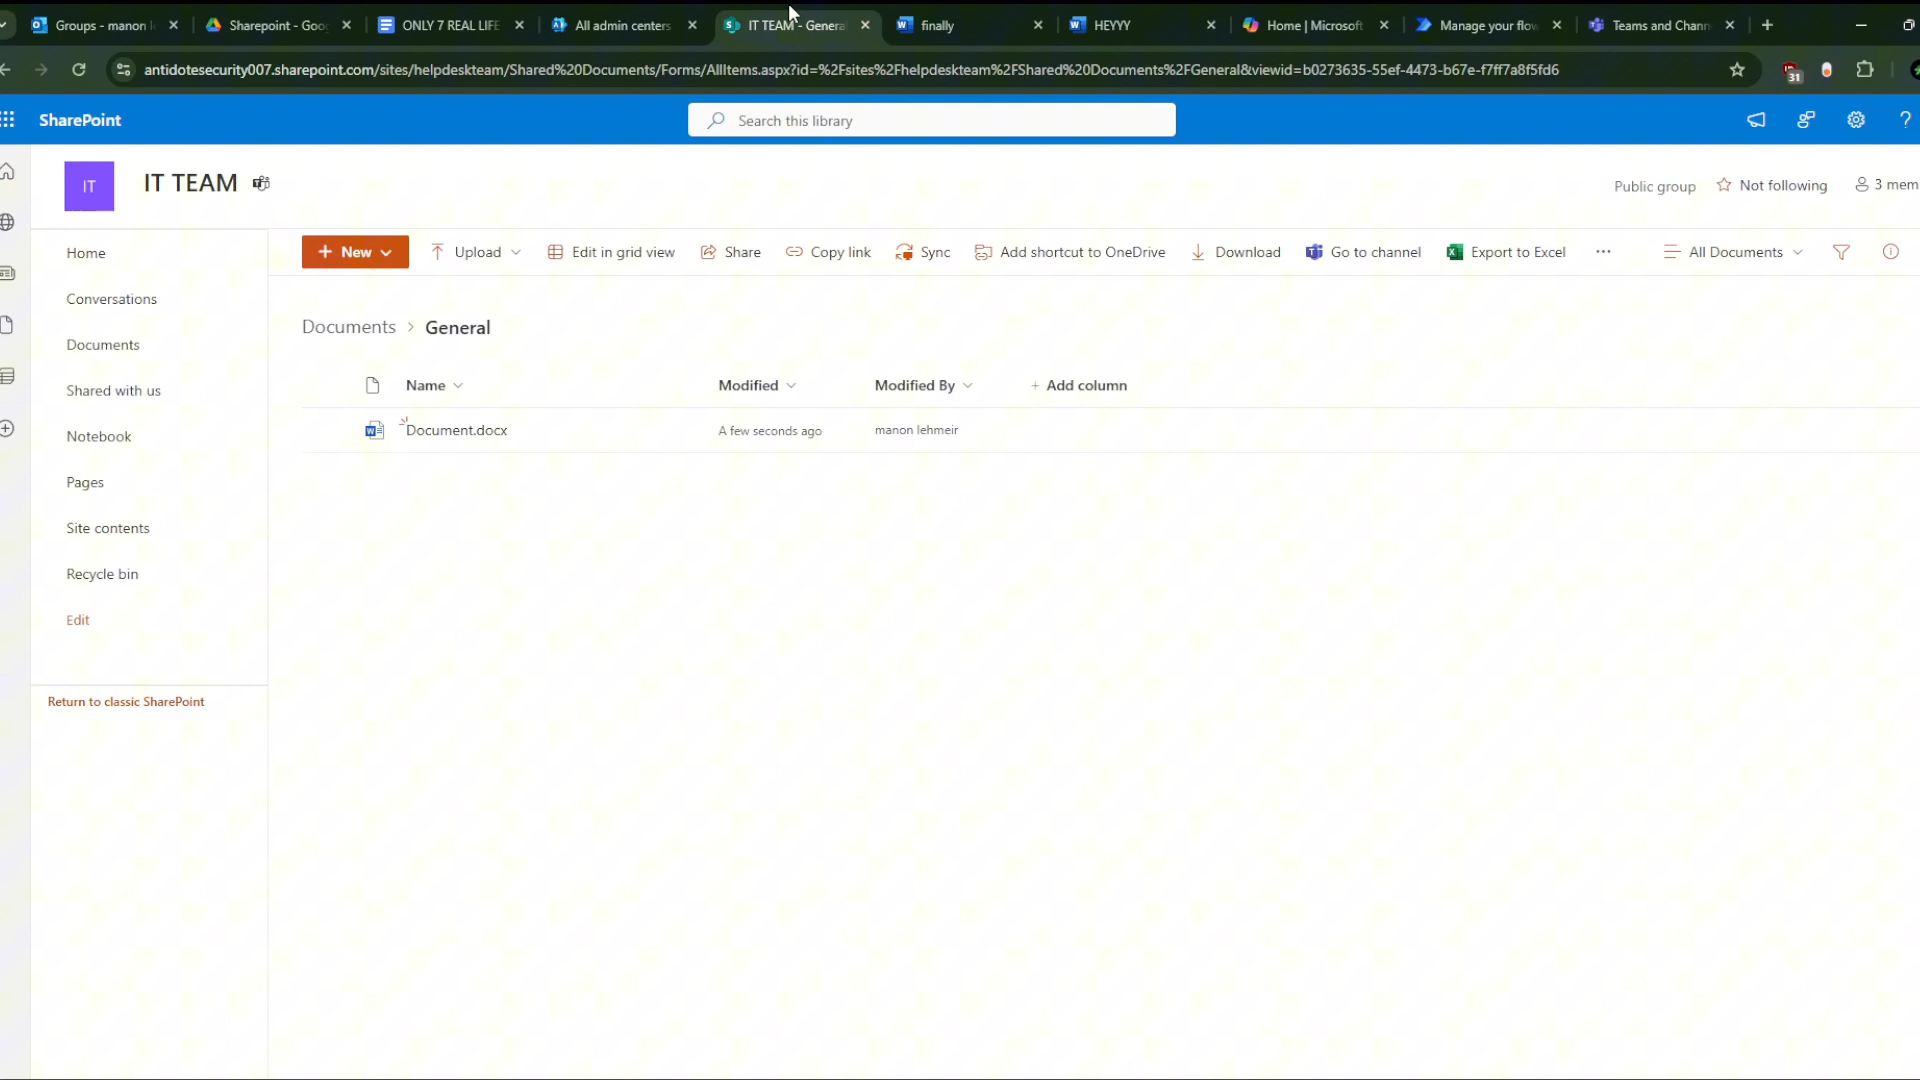 Groups - manon l
Sharepoint - Goo
ONLY 7 REAL LIFE
All admin centers
IT TEAM - Genera
finally
HEYYY
Home | Microsoft
Manage your flow
Teams and Chann
antidotesecurity007.sharepoint.com/sites/helpdeskteam/Shared%20Documents/Forms/AllItems.aspx?id=%2Fsites%2Fhelpdeskteam%2FShared%20Documents%2FGeneral&viewid=b0273635-55ef-4473-b67e-f7ff7a8f5fd6
31
SharePoint
Search this library
IT
IT TEAM
Public group
Not following
3 mem
Home
Conversations
Documents
Shared with us
Notebook
Pages
Site contents
Recycle bin
Edit
Return to classic SharePoint
New
Upload
Edit in grid view
Share
Copy link
Sync
Add shortcut to OneDrive
Download
Go to channel
Export to Excel
All Documents
Documents > General
Name
Modified
Modified By
+ Add column
Document.docx
A few seconds ago
manon lehmeir